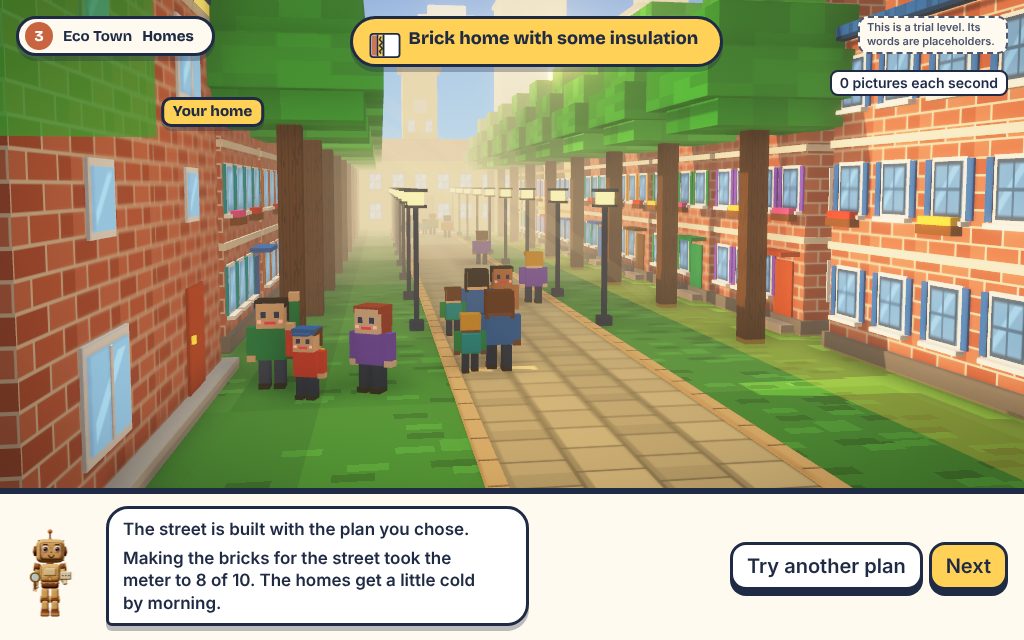 3 Eco Town Homes
Brick home with some insulation
This is a trial level. Its
words are placeholders.
0 pictures each second
Your home
The street is built with the plan you chose.
Making the bricks for the street took the
meter to 8 of 10. The homes get a little cold
by morning.
Try another plan
Next